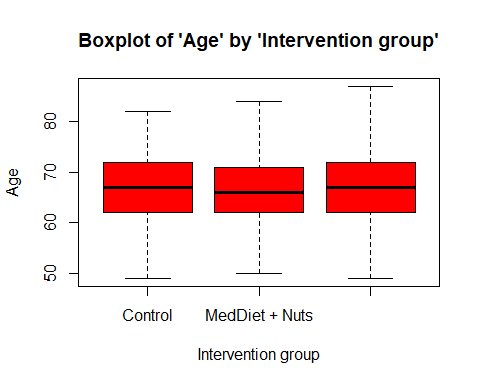 Boxplot of 'Age' by 'Intervention group'
80
70
60
50
Age
Control
MedDiet + Nuts
Intervention group